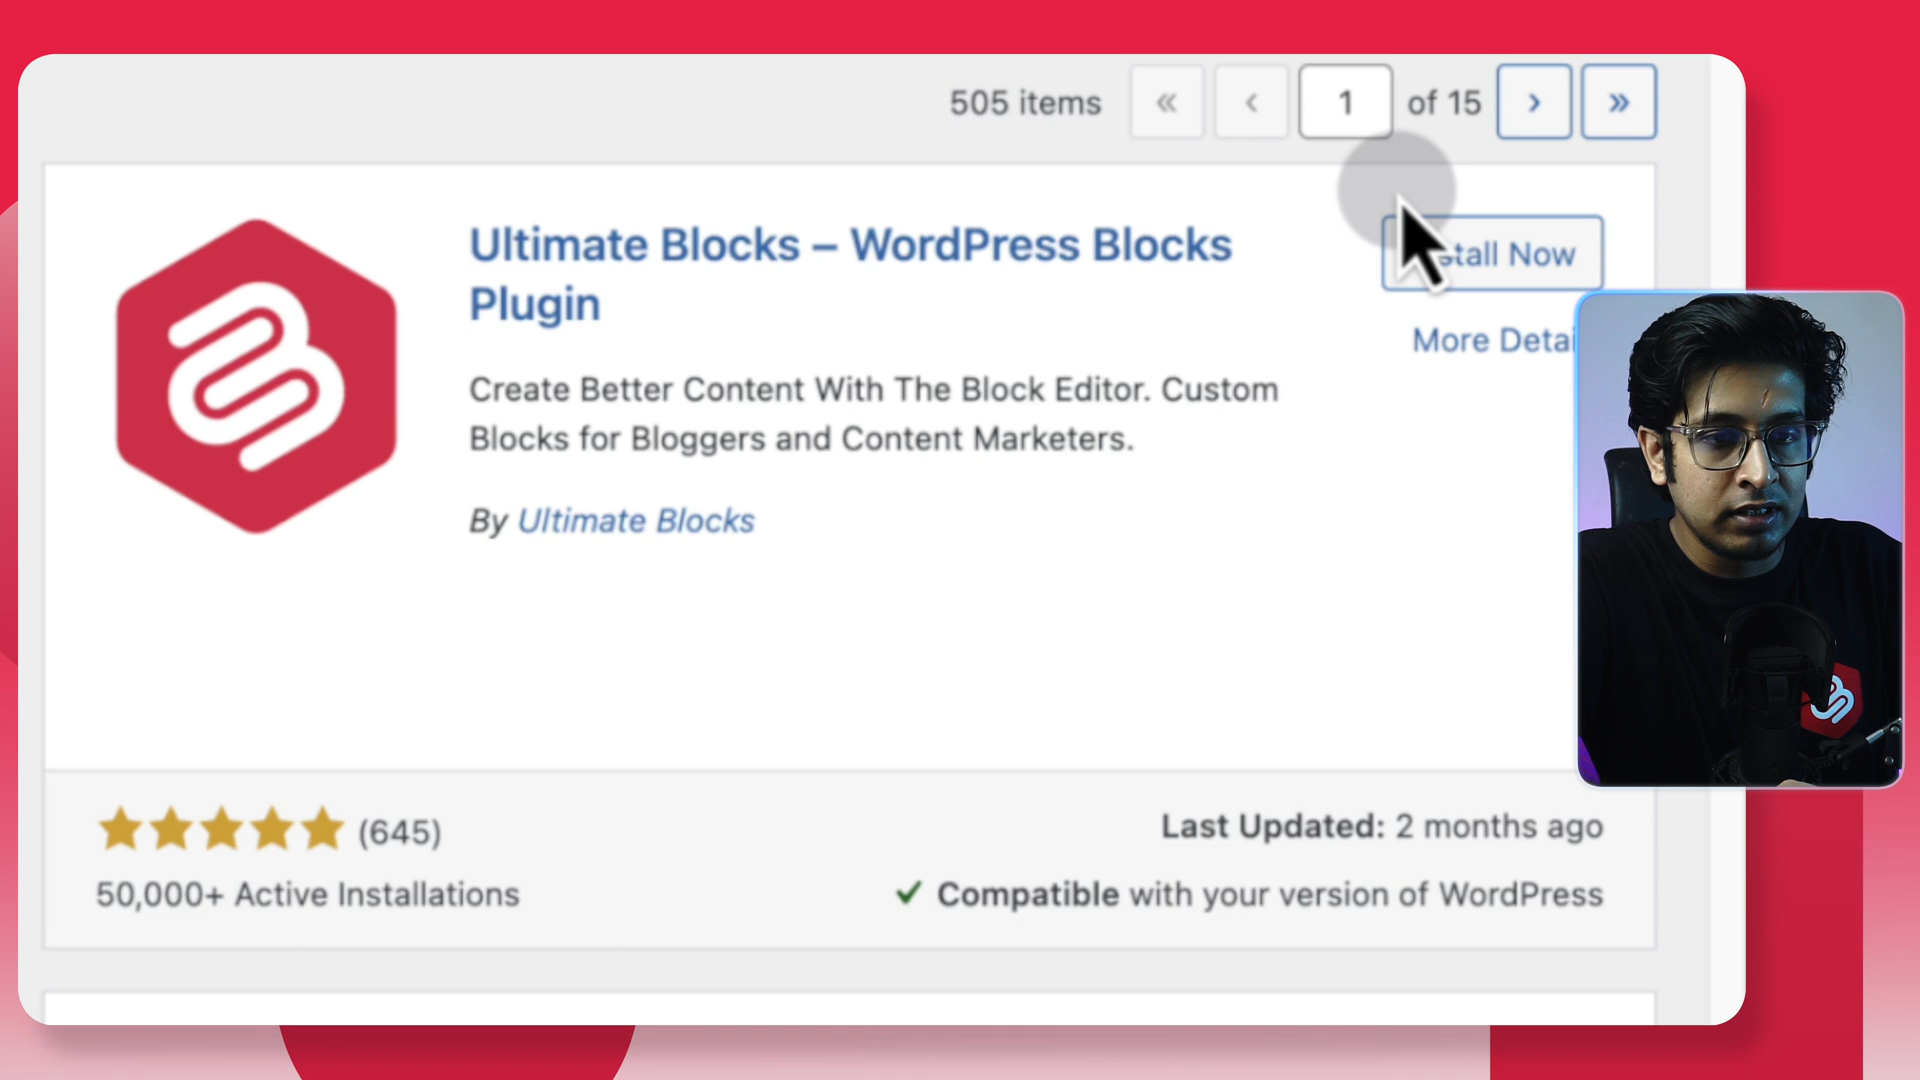 505 items « ‹ 1 of 15 › »
Ultimate Blocks – WordPress Blocks
Plugin
stall Now
More Detai
Create Better Content With The Block Editor. Custom
Blocks for Bloggers and Content Marketers.
By Ultimate Blocks
(645)
Last Updated: 2 months ago
50,000+ Active Installations
Compatible with your version of WordPress